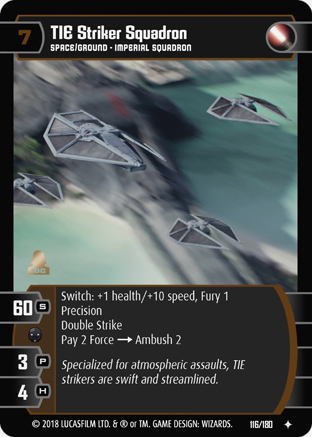 7
TIE Striker Squadron
SPACE/GROUND - IMPERIAL SQUADRON
60 S
3 P
4 H
Switch: +1 health/+10 speed, Fury 1
Precision
Double Strike
Pay 2 Force → Ambush 2
Specialized for atmospheric assaults, TIE
strikers are swift and streamlined.
© 2018 LUCASFILM LTD. & ® or TM. GAME DESIGN: WIZARDS.
116/180